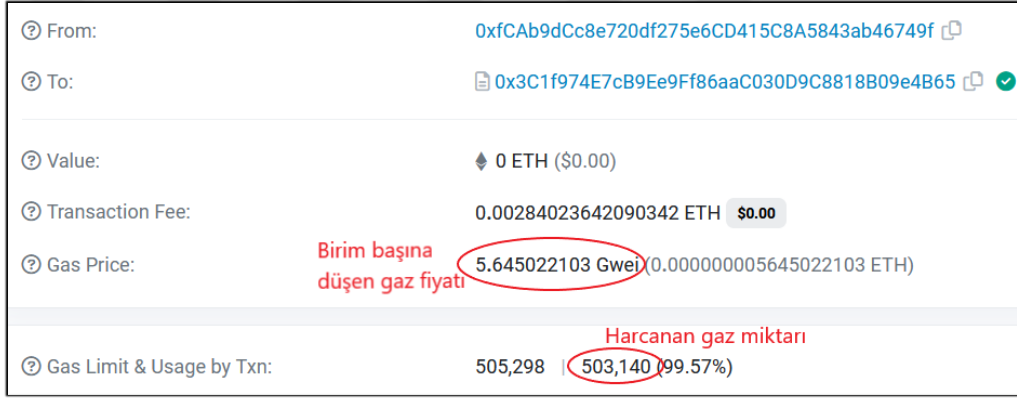 From: 0xfCAb9dCc8e720df275e6CD415C8A5843ab46749f
To: 0x3C1f974E7cB9Ee9Ff86aaC030D9C8818B09e4B65
Value: 0 ETH ($0.00)
Transaction Fee: 0.00284023642090342 ETH $0.00
Birim başına
düşen gaz fiyatı
Gas Price: 5.645022103 Gwei (0.000000005645022103 ETH)
Harcanan gaz miktarı
Gas Limit & Usage by Txn: 505,298 | 503,140 (99.57%)